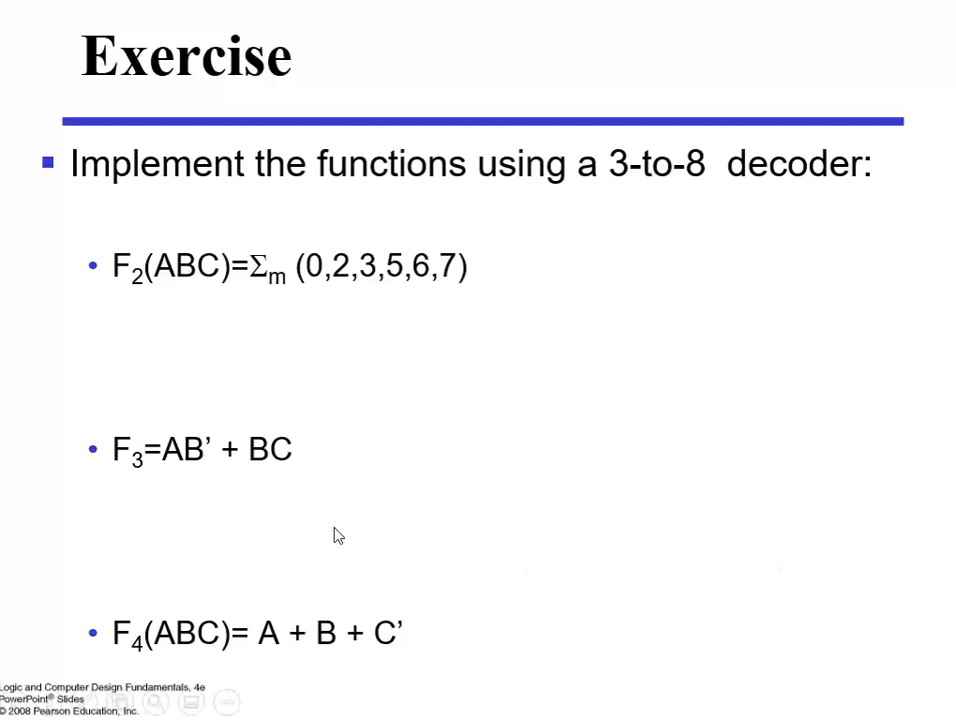 Exercise
▪ Implement the functions using a 3-to-8 decoder:
• F₂(ABC)=Σₘ (0,2,3,5,6,7)
• F₃=AB’ + BC
• F₄(ABC)= A + B + C’
Logic and Computer Design Fundamentals, 4e
PowerPoint® Slides
© 2008 Pearson Education, Inc.